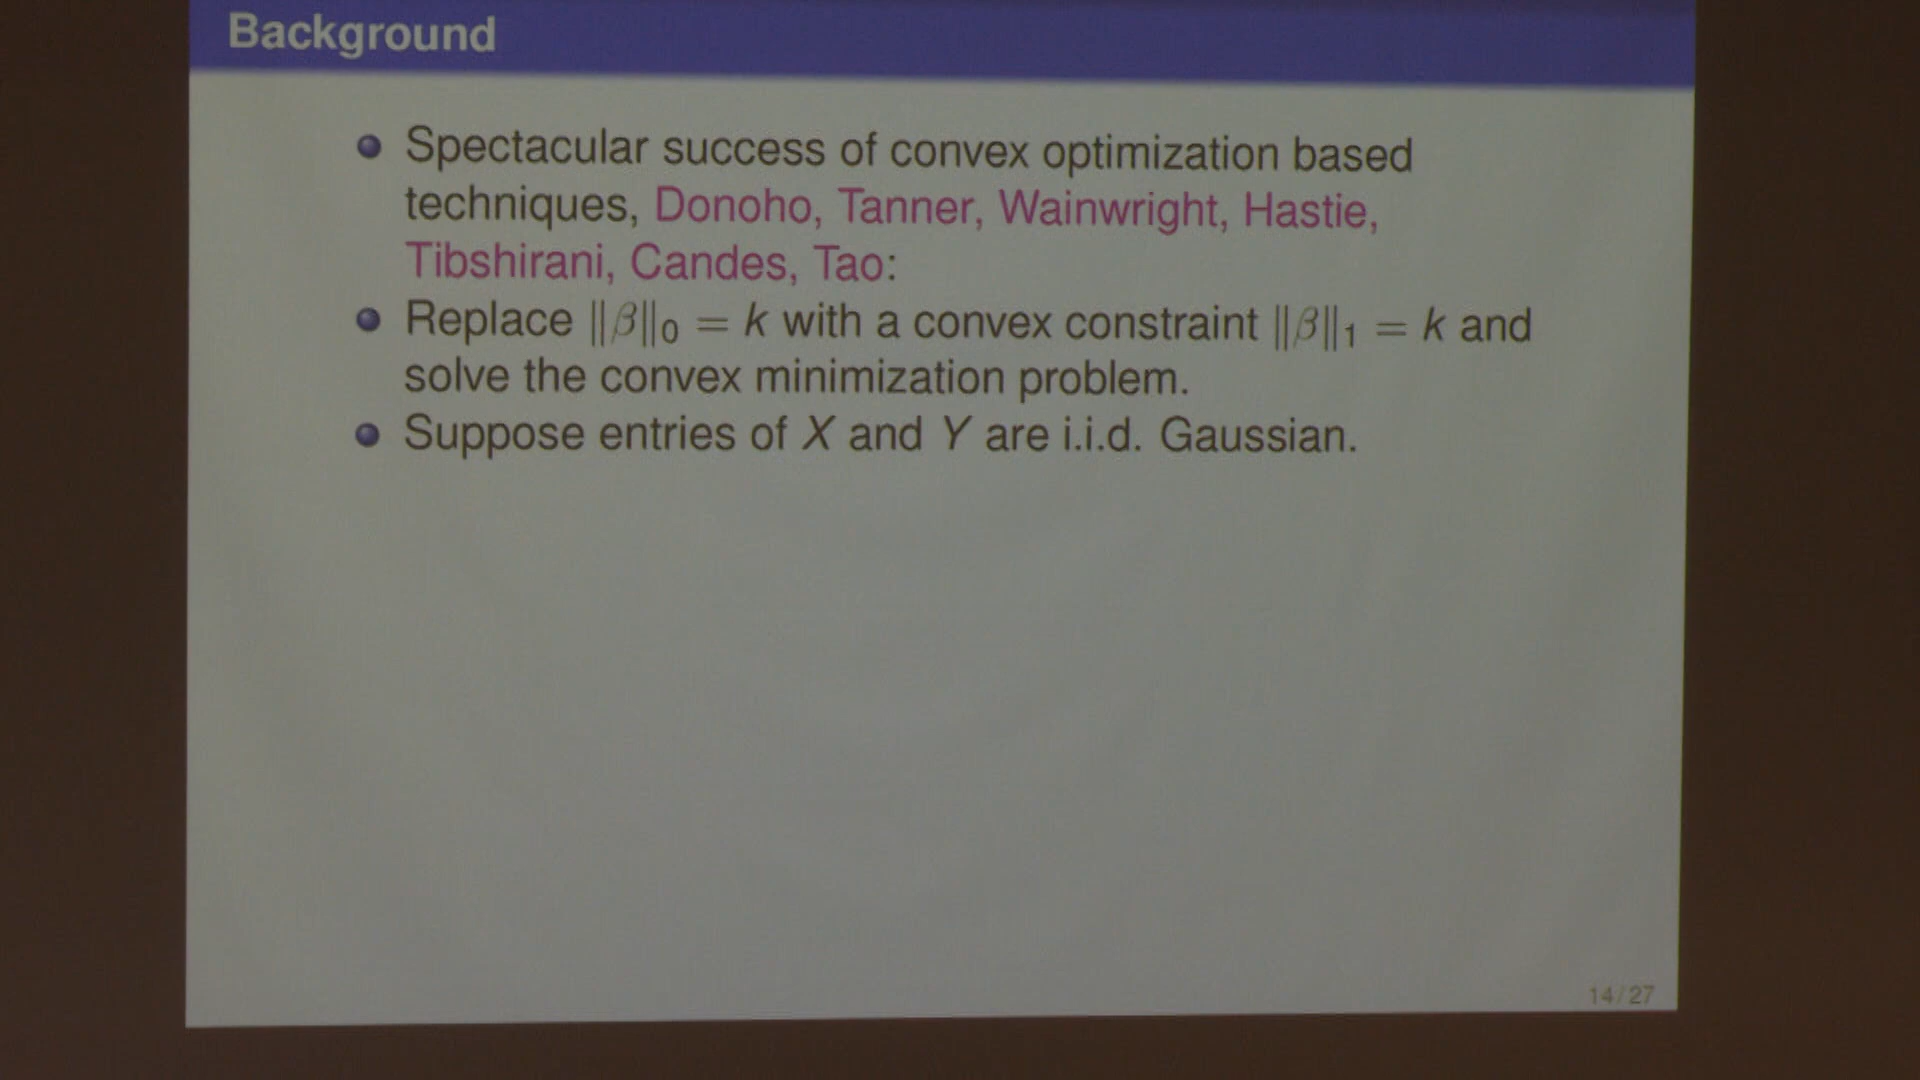 Background
Spectacular success of convex optimization based
techniques, Donoho, Tanner, Wainwright, Hastie,
Tibshirani, Candes, Tao:
Replace ‖β‖₀ = k with a convex constraint ‖β‖₁ = k and
solve the convex minimization problem.
Suppose entries of X and Y are i.i.d. Gaussian.
14/27